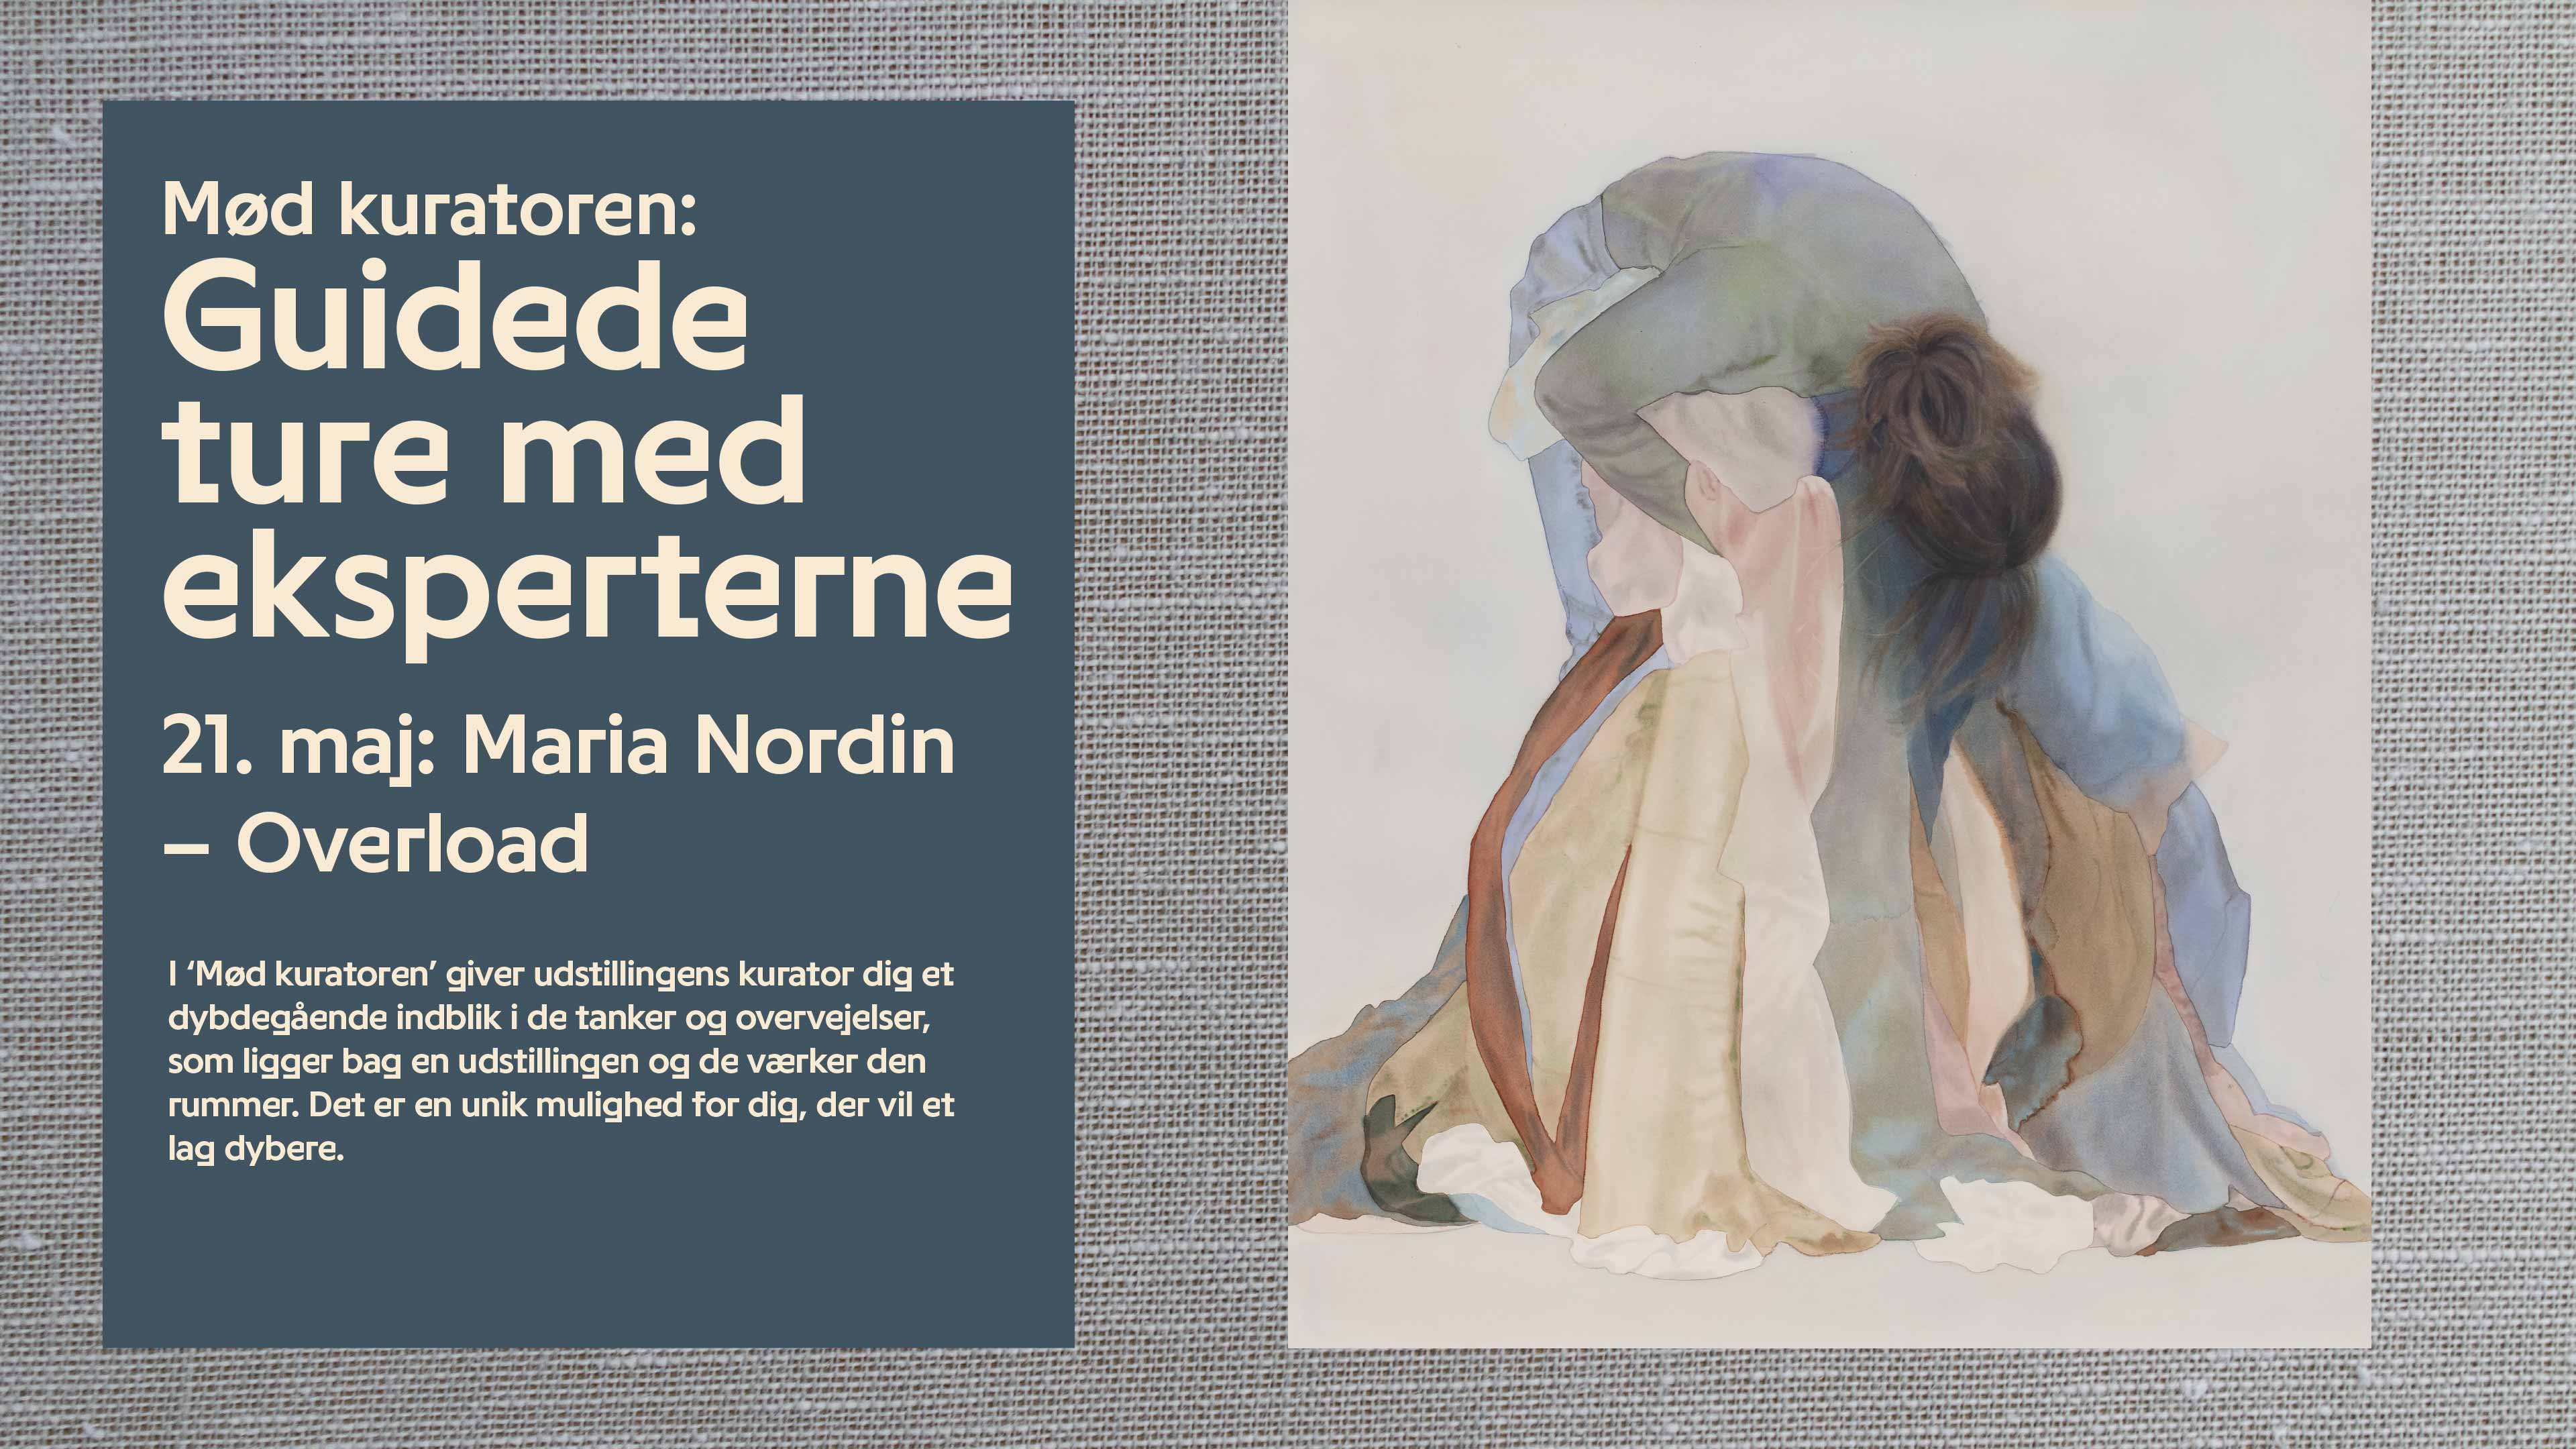 Mød kuratoren:
Guidede
ture med
eksperterne
21. maj: Maria Nordin
– Overload
I ‘Mød kuratoren’ giver udstillingens kurator dig et
dybdegående indblik i de tanker og overvejelser,
som ligger bag en udstillingen og de værker den
rummer. Det er en unik mulighed for dig, der vil et
lag dybere.